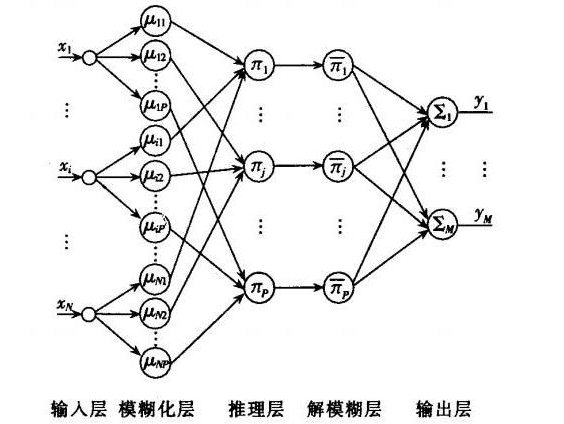 μ11
x1 μ12 π1 π̅1
μ1P Σ1 y1
μi1
xi μi2 πj π̅j
μiP ΣM yM
μN1
xN μN2 πP π̅P
μNP
输入层 模糊化层 推理层 解模糊层 输出层